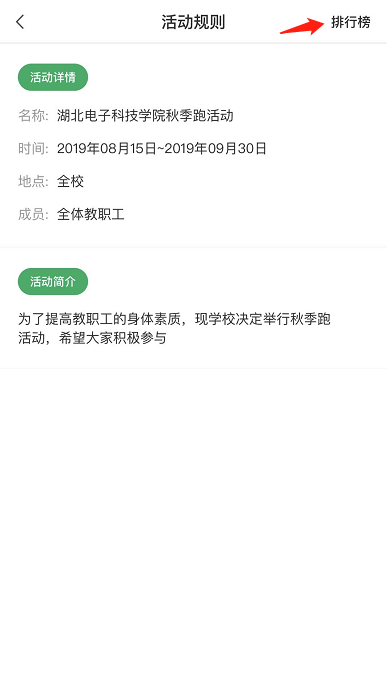 活动规则
排行榜
活动详情
名称: 湖北电子科技学院秋季跑活动
时间: 2019年08月15日~2019年09月30日
地点: 全校
成员: 全体教职工
活动简介
为了提高教职工的身体素质，现学校决定举行秋季跑
活动，希望大家积极参与